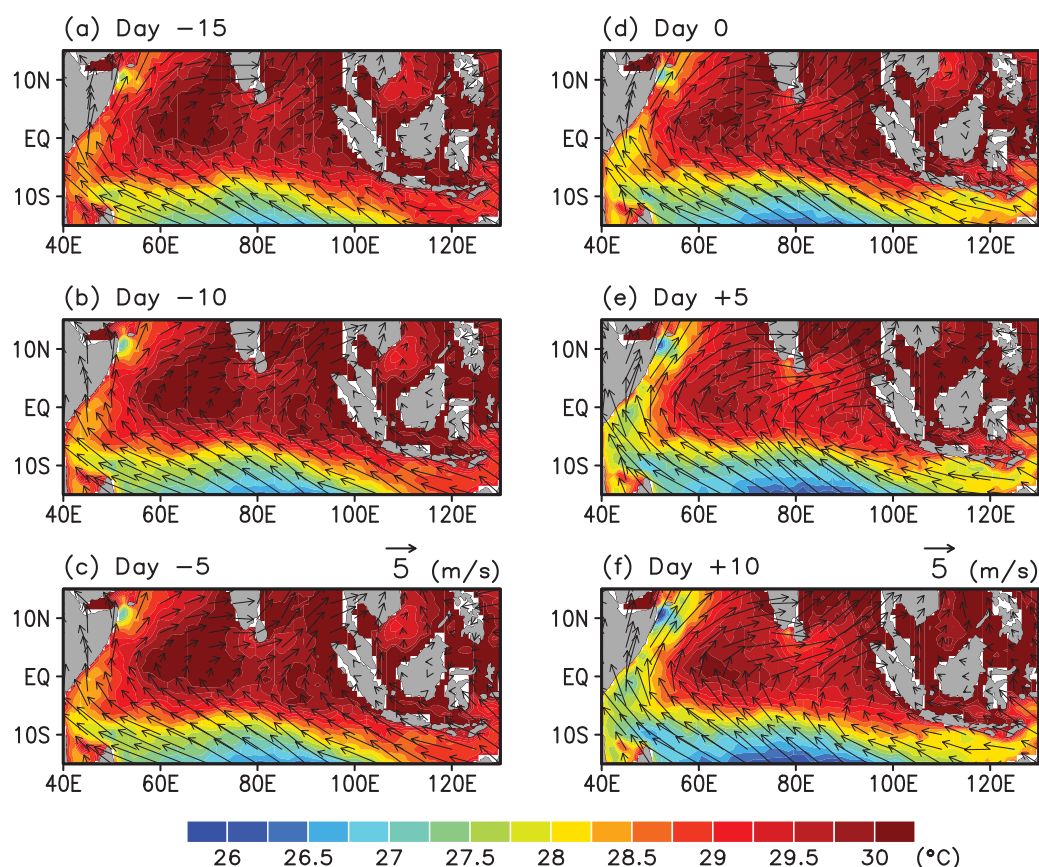 (a) Day −15
10N
EQ
10S
40E 60E 80E 100E 120E
(b) Day −10
10N
EQ
10S
40E 60E 80E 100E 120E
(c) Day −5
5 (m/s)
10N
EQ
10S
40E 60E 80E 100E 120E
(d) Day 0
10N
EQ
10S
40E 60E 80E 100E 120E
(e) Day +5
10N
EQ
10S
40E 60E 80E 100E 120E
(f) Day +10
5 (m/s)
10N
EQ
10S
40E 60E 80E 100E 120E
26 26.5 27 27.5 28 28.5 29 29.5 30 (°C)